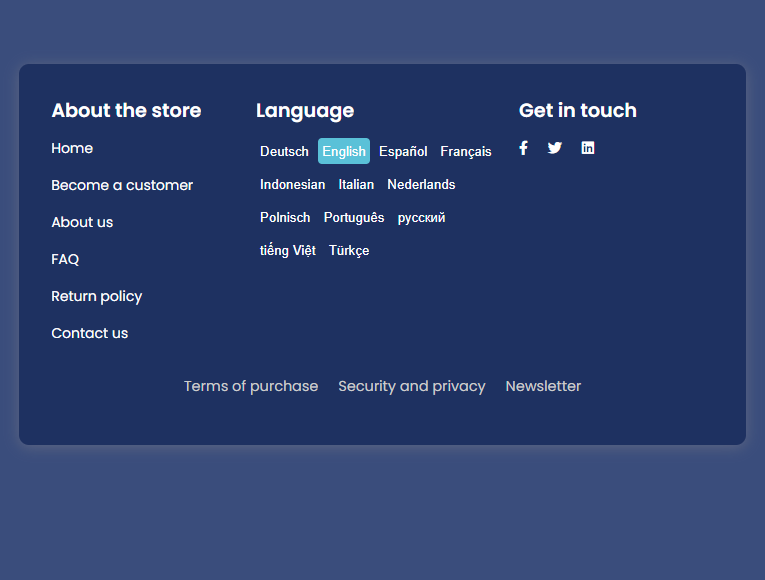 About the store
Home
Become a customer
About us
FAQ
Return policy
Contact us
Language
Deutsch English Español Français
Indonesian Italian Nederlands
Polnisch Português русский
tiếng Việt Türkçe
Get in touch
Terms of purchase Security and privacy Newsletter